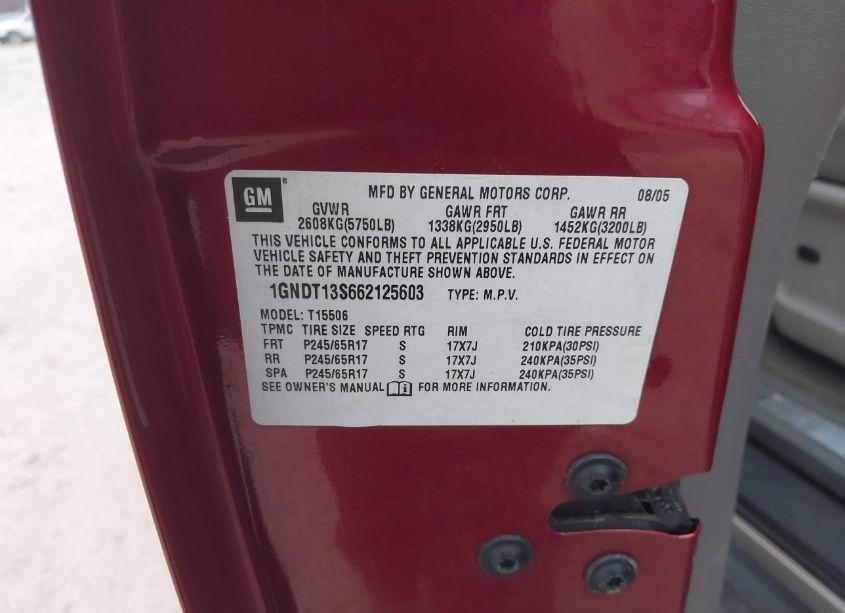 GM ® MFD BY GENERAL MOTORS CORP. 08/05
GVWR GAWR FRT GAWR RR
2608KG(5750LB) 1338KG(2950LB) 1452KG(3200LB)
THIS VEHICLE CONFORMS TO ALL APPLICABLE U.S. FEDERAL MOTOR
VEHICLE SAFETY AND THEFT PREVENTION STANDARDS IN EFFECT ON
THE DATE OF MANUFACTURE SHOWN ABOVE.
1GNDT13S662125603 TYPE: M.P.V.
MODEL: T15506
TPMC TIRE SIZE SPEED RTG RIM COLD TIRE PRESSURE
FRT P245/65R17 S 17X7J 210KPA(30PSI)
RR P245/65R17 S 17X7J 240KPA(35PSI)
SPA P245/65R17 S 17X7J 240KPA(35PSI)
SEE OWNER'S MANUAL FOR MORE INFORMATION.